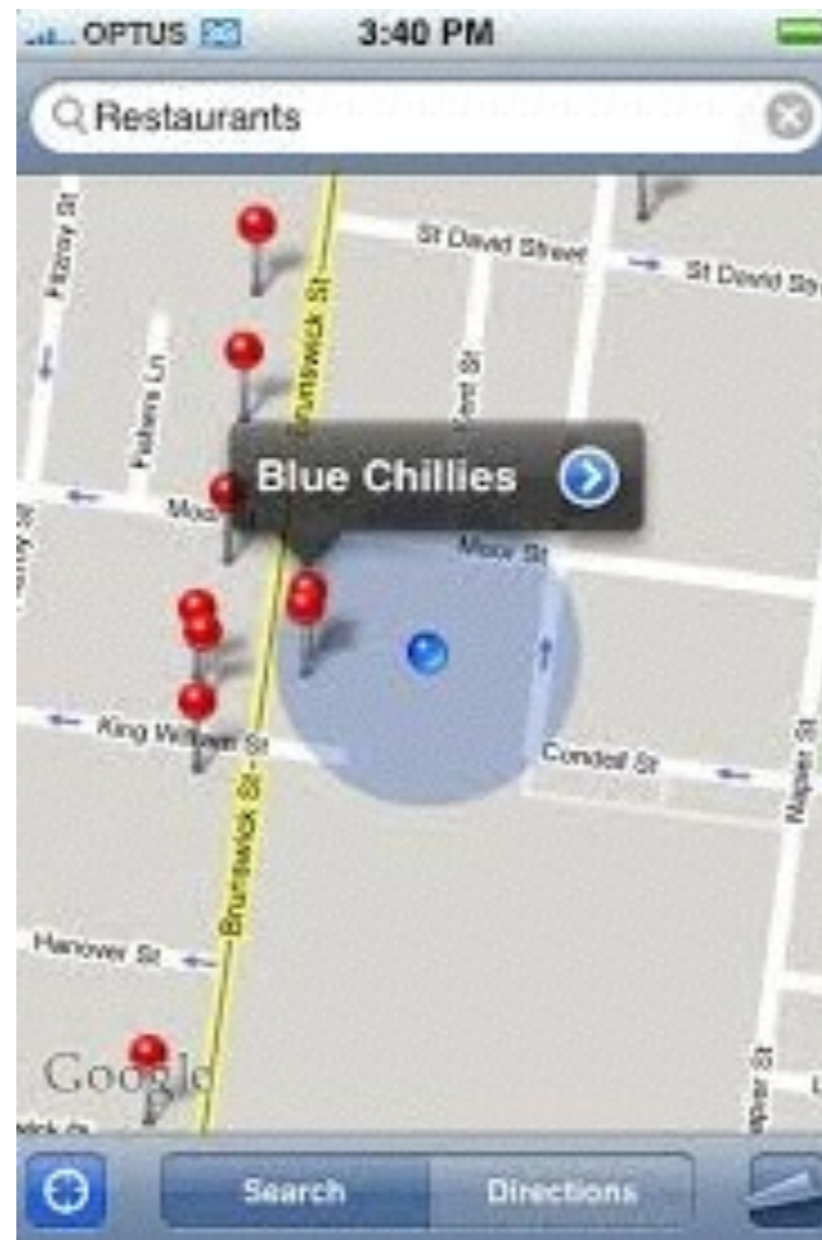 OPTUS 3:40 PM
Restaurants
Fitzroy St
St David Street
St David Str
Brunswick St
Fishers Ln
Kent St
Blue Chillies
Moor St
King William St
Condell St
Napier St
Brunswick St
Hanover St
Google
Search Directions